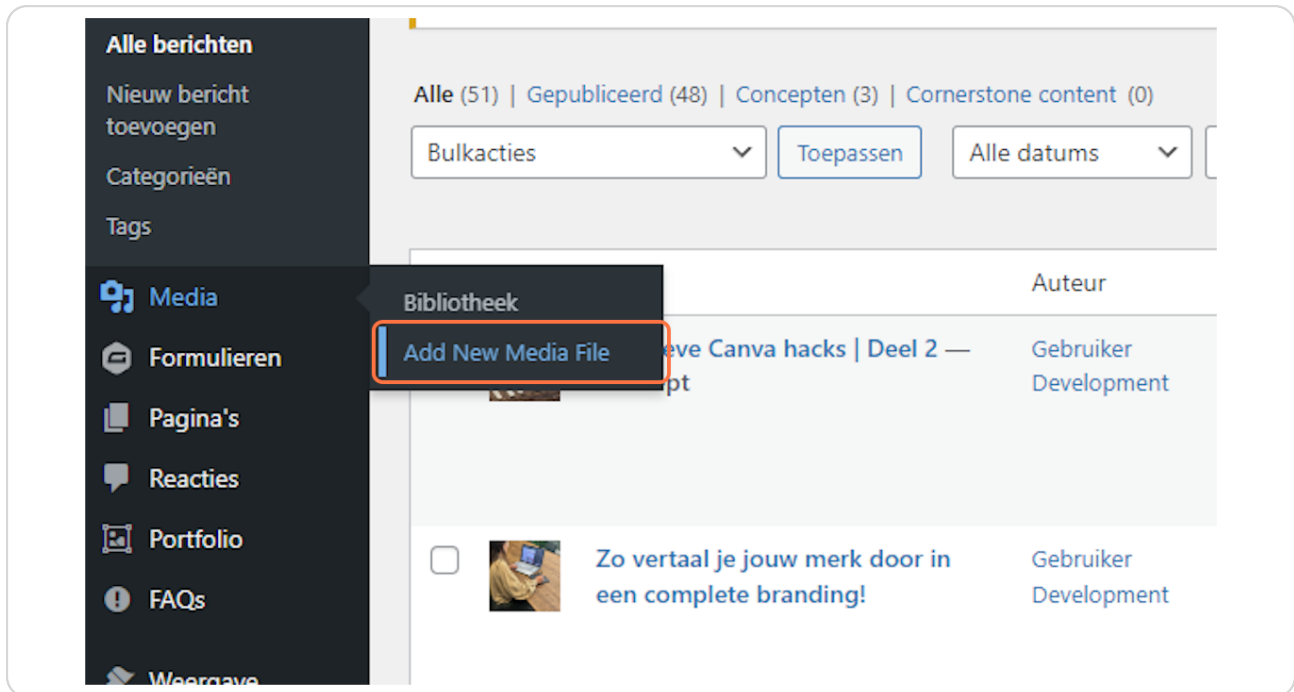 Alle berichten
Nieuw bericht
toevoegen
Categorieën
Tags
Media
Formulieren
Pagina's
Reacties
Portfolio
FAQs
Weergave
Bibliotheek
Add New Media File
Alle (51) | Gepubliceerd (48) | Concepten (3) | Cornerstone content (0)
Bulkacties
Toepassen
Alle datums
Auteur
Canva hacks | Deel 2 —
Gebruiker
Development
Zo vertaal je jouw merk door in
een complete branding!
Gebruiker
Development